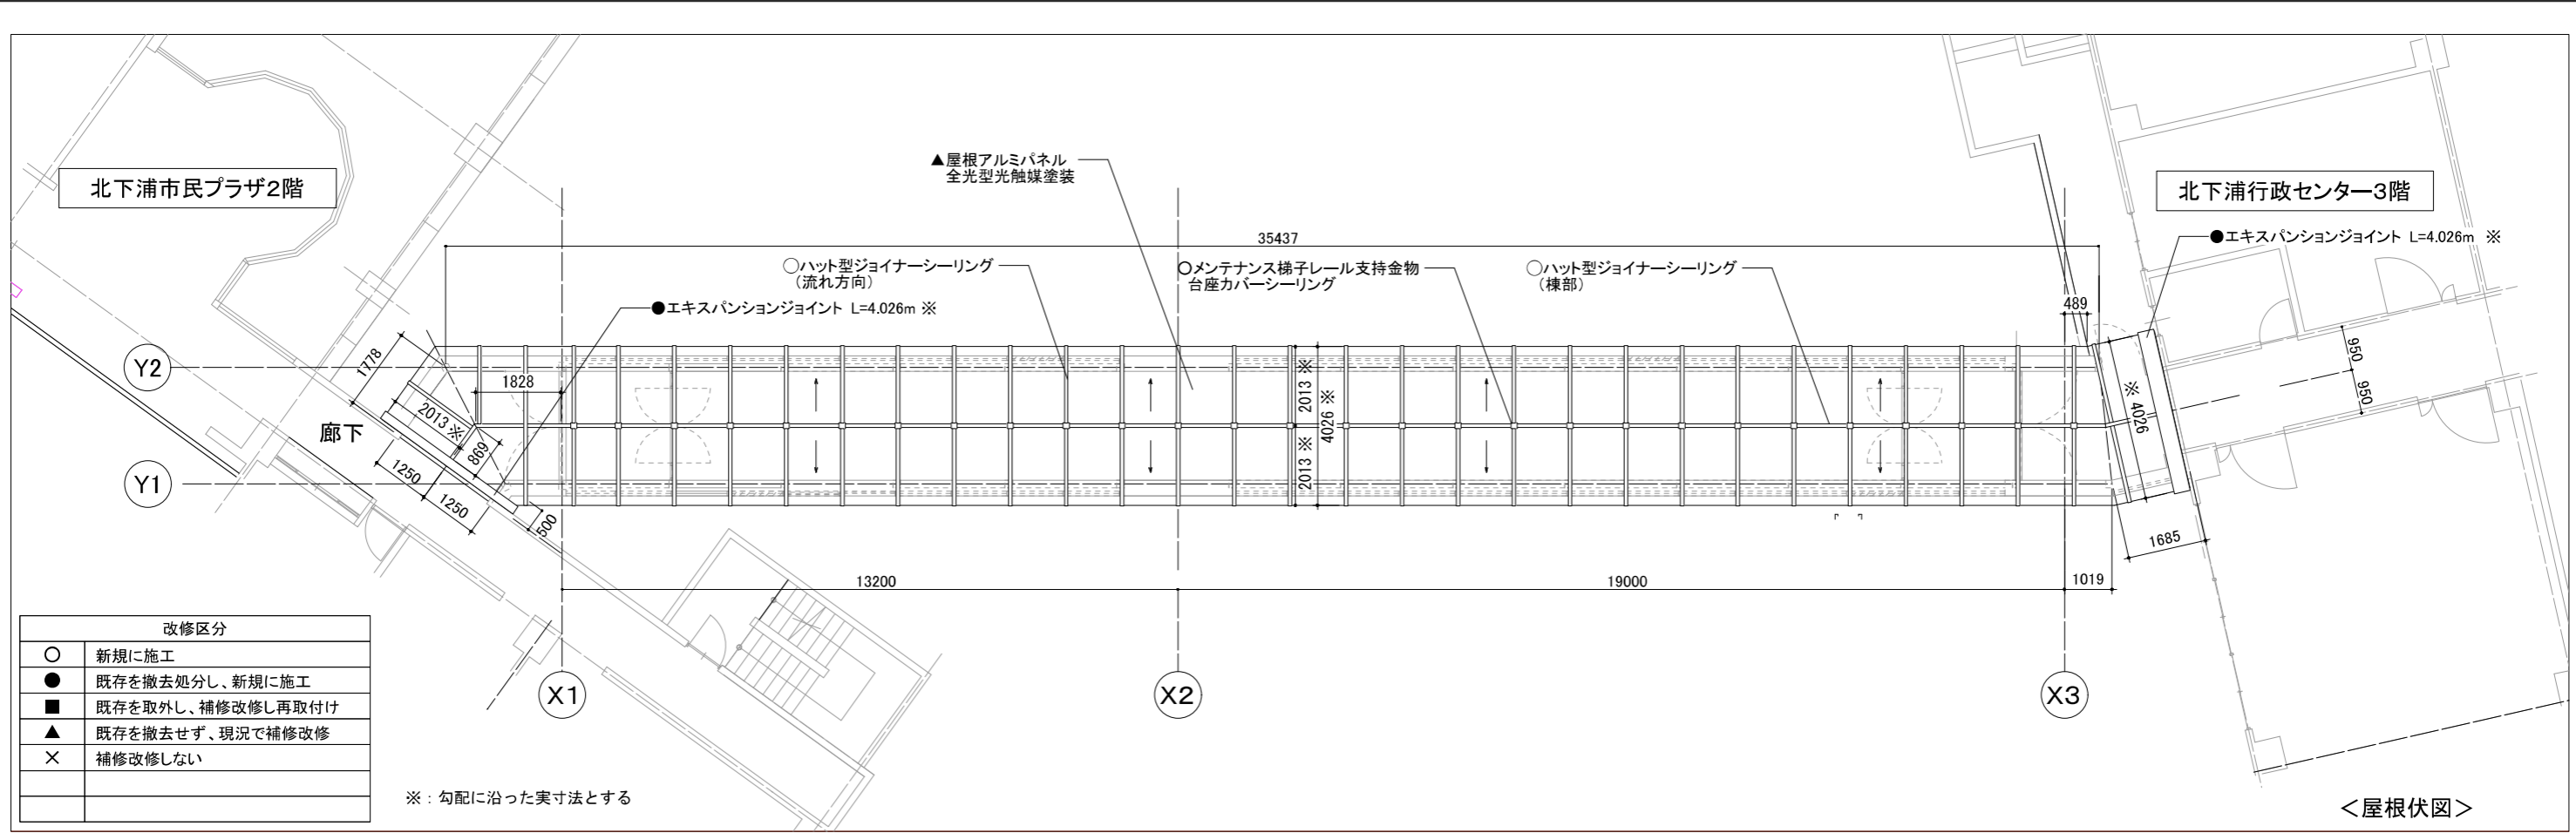 北下浦市民プラザ2階
▲屋根アルミパネル
全光型光触媒塗装
北下浦行政センター3階
●エキスパンションジョイント L=4.026m ※
35437
○ハット型ジョイナーシーリング
（流れ方向）
○メンテナンス梯子レール支持金物
台座カバーシーリング
○ハット型ジョイナーシーリング
（棟部）
●エキスパンションジョイント L=4.026m ※
489
Y2
1778
1828
2013 ※
4026 ※
2013 ※
950
950
※ 4026
廊下
2013 ※
869
Y1
1250
1250
500
1685
13200
19000
1019
X1
X2
X3
改修区分
○ 新規に施工
● 既存を撤去処分し、新規に施工
■ 既存を取外し、補修改修し再取付け
▲ 既存を撤去せず、現況で補修改修
× 補修改修しない
※：勾配に沿った実寸法とする
＜屋根伏図＞